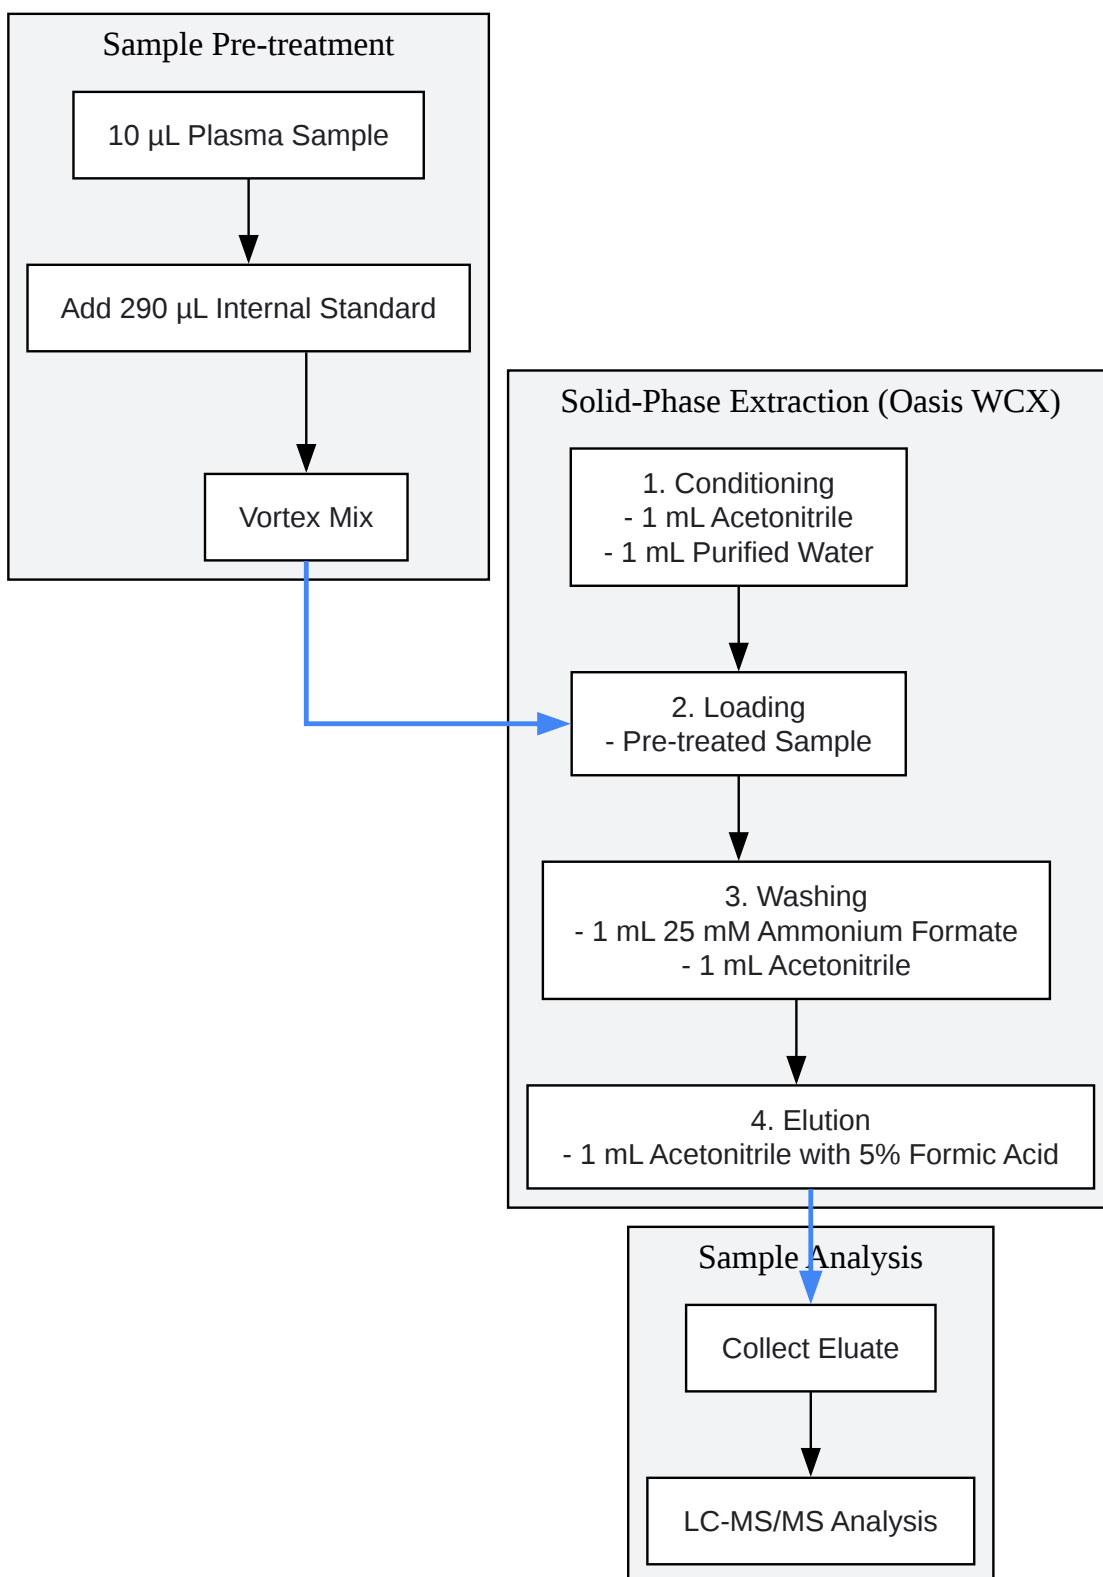 Sample Pre-treatment
10 µL Plasma Sample
Add 290 µL Internal Standard
Vortex Mix
Solid-Phase Extraction (Oasis WCX)
1. Conditioning
- 1 mL Acetonitrile
- 1 mL Purified Water
2. Loading
- Pre-treated Sample
3. Washing
- 1 mL 25 mM Ammonium Formate
- 1 mL Acetonitrile
4. Elution
- 1 mL Acetonitrile with 5% Formic Acid
Sample Analysis
Collect Eluate
LC-MS/MS Analysis